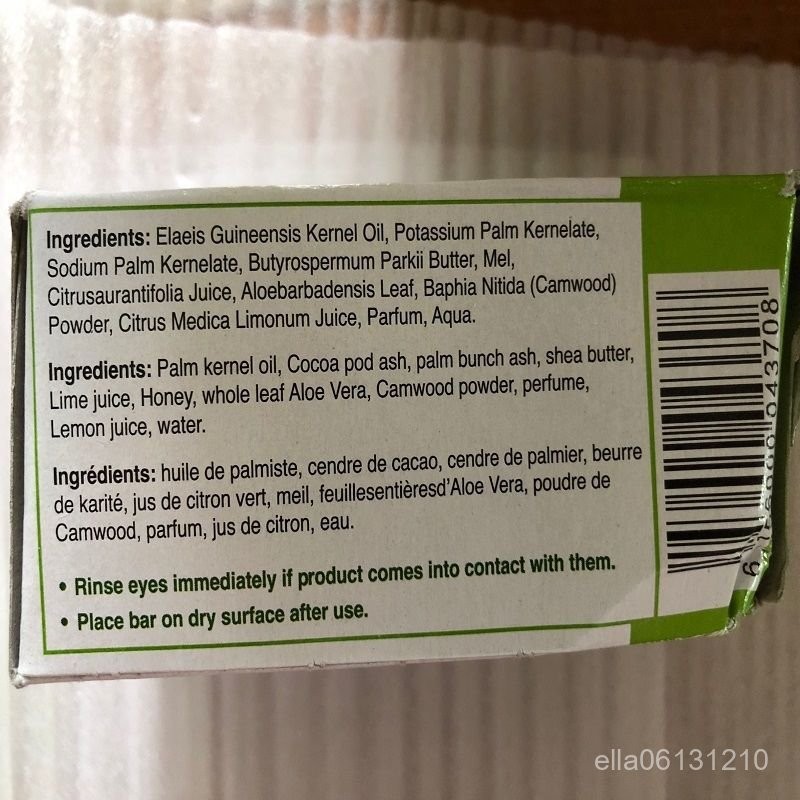 Ingredients: Elaeis Guineensis Kernel Oil, Potassium Palm Kernelate,
Sodium Palm Kernelate, Butyrospermum Parkii Butter, Mel,
Citrusaurantifolia Juice, Aloebarbadensis Leaf, Baphia Nitida (Camwood)
Powder, Citrus Medica Limonum Juice, Parfum, Aqua.
Ingredients: Palm kernel oil, Cocoa pod ash, palm bunch ash, shea butter,
Lime juice, Honey, whole leaf Aloe Vera, Camwood powder, perfume,
Lemon juice, water.
Ingrédients: huile de palmiste, cendre de cacao, cendre de palmier, beurre
de karité, jus de citron vert, meil, feuillesentièresd'Aloe Vera, poudre de
Camwood, parfum, jus de citron, eau.
• Rinse eyes immediately if product comes into contact with them.
• Place bar on dry surface after use.
ella06131210